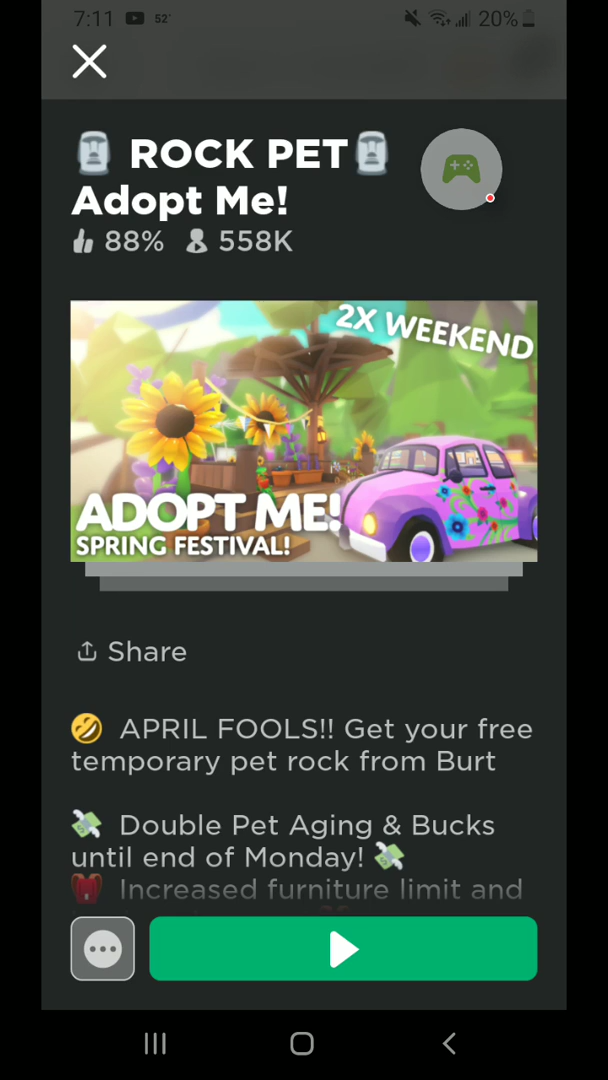 7:11 52° 20%
🗿 ROCK PET🗿
Adopt Me!
88% 558K
2X WEEKEND
ADOPT ME!
SPRING FESTIVAL!
Share
🤣 APRIL FOOLS!! Get your free
temporary pet rock from Burt
💸 Double Pet Aging & Bucks
until end of Monday! 💸
🎒 Increased furniture limit and